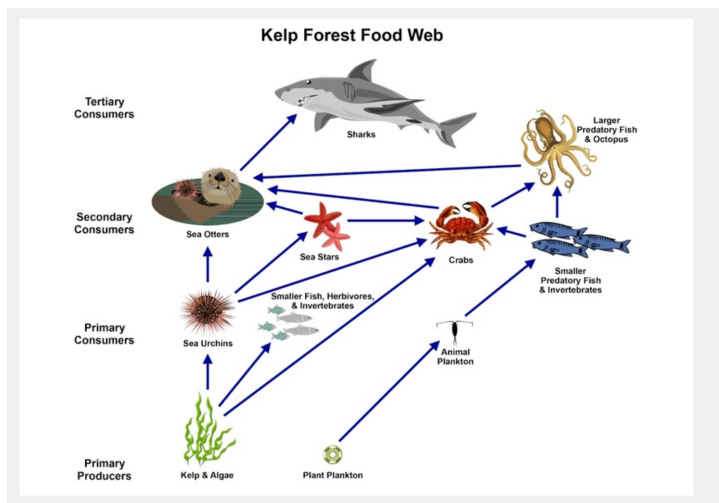 Kelp Forest Food Web
Tertiary
Consumers
Sharks
Larger
Predatory Fish
& Octopus
Secondary
Consumers
Sea Otters
Sea Stars
Crabs
Smaller
Predatory Fish
& Invertebrates
Primary
Consumers
Sea Urchins
Smaller Fish, Herbivores,
& Invertebrates
Animal
Plankton
Primary
Producers
Kelp & Algae
Plant Plankton